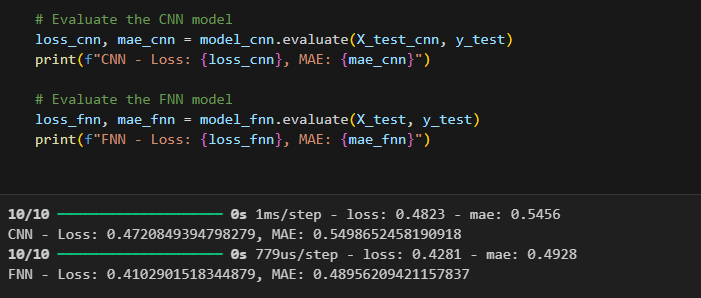 # Evaluate the CNN model
loss_cnn, mae_cnn = model_cnn.evaluate(X_test_cnn, y_test)
print(f"CNN - Loss: {loss_cnn}, MAE: {mae_cnn}")
# Evaluate the FNN model
loss_fnn, mae_fnn = model_fnn.evaluate(X_test, y_test)
print(f"FNN - Loss: {loss_fnn}, MAE: {mae_fnn}")
10/10 ━━━━━━━━━━━━━━━━━━━━ 0s 1ms/step - loss: 0.4823 - mae: 0.5456
CNN - Loss: 0.4720849394798279, MAE: 0.5498652458190918
10/10 ━━━━━━━━━━━━━━━━━━━━ 0s 779us/step - loss: 0.4281 - mae: 0.4928
FNN - Loss: 0.4102901518344879, MAE: 0.48956209421157837